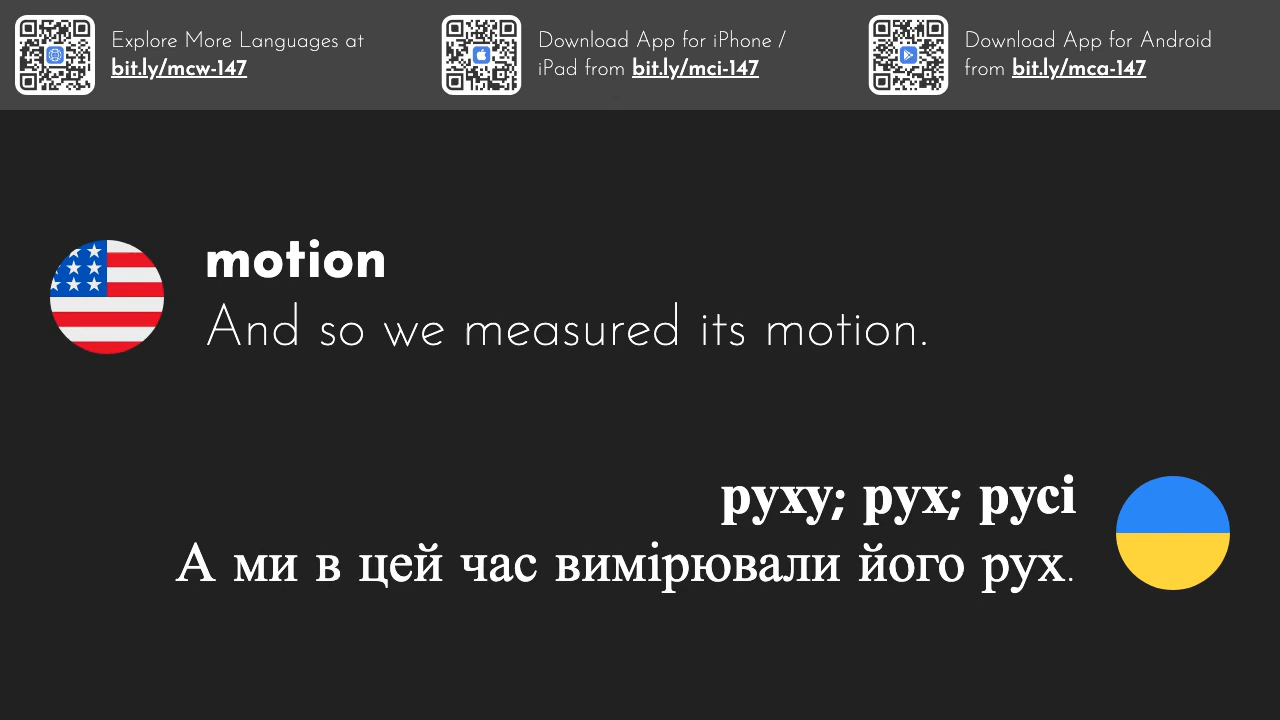 Explore More Languages at
bit.ly/mcw-147
Download App for iPhone /
iPad from bit.ly/mci-147
Download App for Android
from bit.ly/mca-147
motion
And so we measured its motion.
руху; рух; русі
А ми в цей час вимірювали його рух.